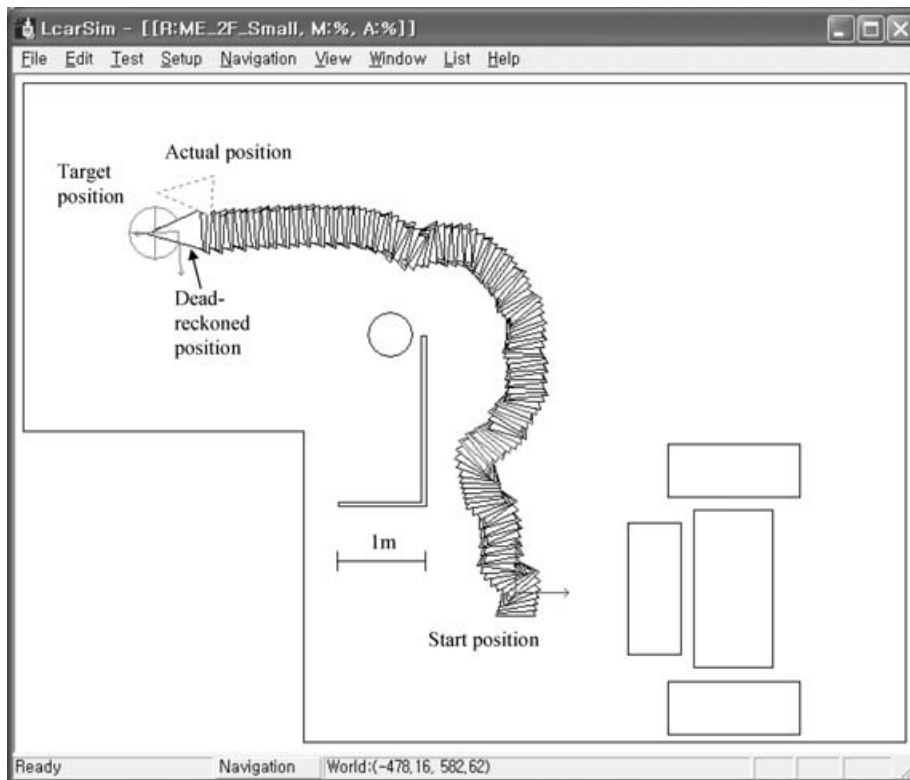 LcarSim - [[R:ME_2F_Small, M:%, A:%]]
File Edit Test Setup Navigation View Window List Help
Actual position
Target
position
Dead-
reckoned
position
1m
Start position
Ready Navigation World:(-478,16, 582,62)